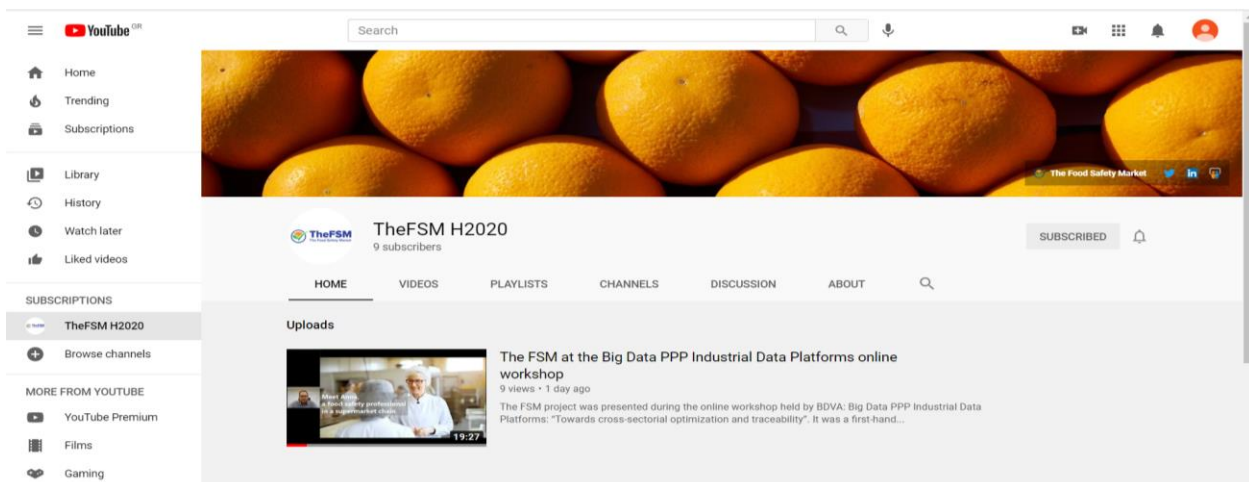 YouTube GR
Search
Home
Trending
Subscriptions
Library
History
Watch later
Liked videos
SUBSCRIPTIONS
TheFSM H2020
Browse channels
MORE FROM YOUTUBE
YouTube Premium
Films
Gaming
The Food Safety Market
in
TheFSM
The Food Safety Market
TheFSM H2020
9 subscribers
SUBSCRIBED
HOME VIDEOS PLAYLISTS CHANNELS DISCUSSION ABOUT
Uploads
Meet Anna,
a food safety professional
in a supermarket chain
19:27
The FSM at the Big Data PPP Industrial Data Platforms online
workshop
9 views • 1 day ago
The FSM project was presented during the online workshop held by BDVA: Big Data PPP Industrial Data
Platforms: "Towards cross-sectorial optimization and traceability". It was a first-hand...